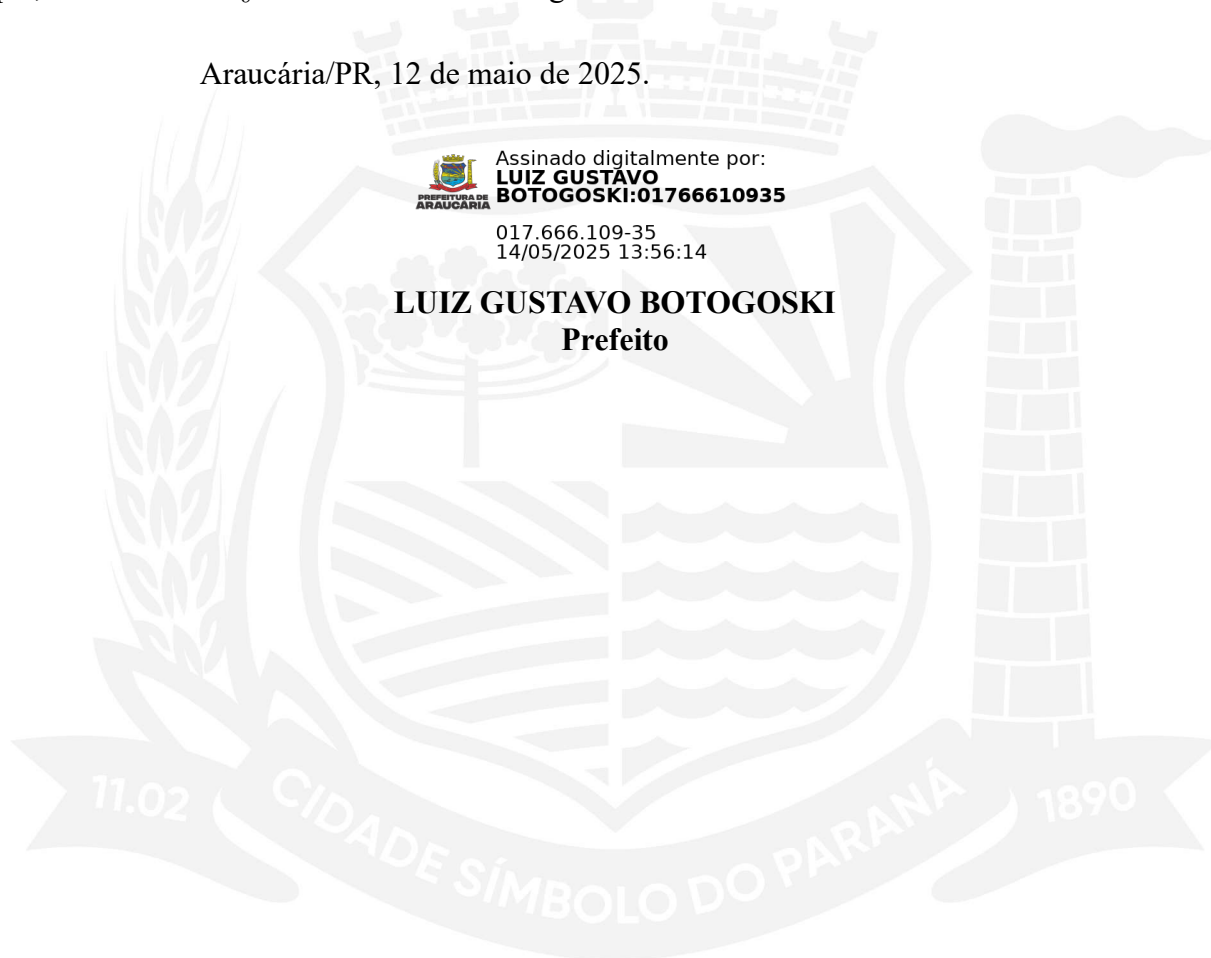 Araucária/PR, 12 de maio de 2025.
PREFEITURA DE
ARAUCÁRIA
Assinado digitalmente por:
LUIZ GUSTAVO
BOTOGOSKI:01766610935
017.666.109-35
14/05/2025 13:56:14
LUIZ GUSTAVO BOTOGOSKI
Prefeito
11.02
CIDADE SÍMBOLO DO PARANÁ
1890